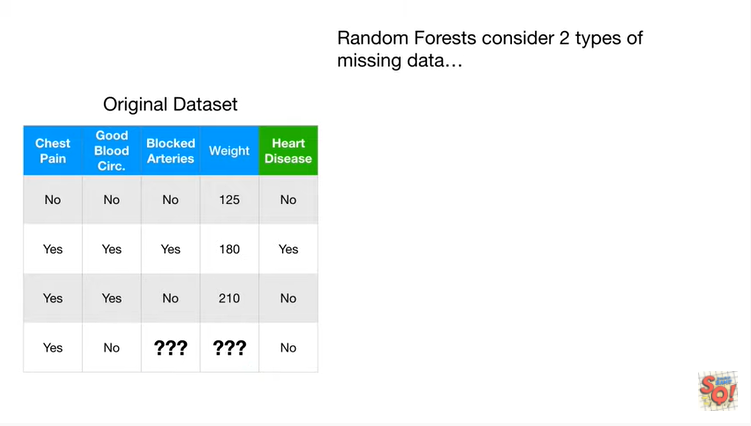 Random Forests consider 2 types of
missing data…
Original Dataset
Chest Pain | Good Blood Circ. | Blocked Arteries | Weight | Heart Disease
No | No | No | 125 | No
Yes | Yes | Yes | 180 | Yes
Yes | Yes | No | 210 | No
Yes | No | ??? | ??? | No
SQ!